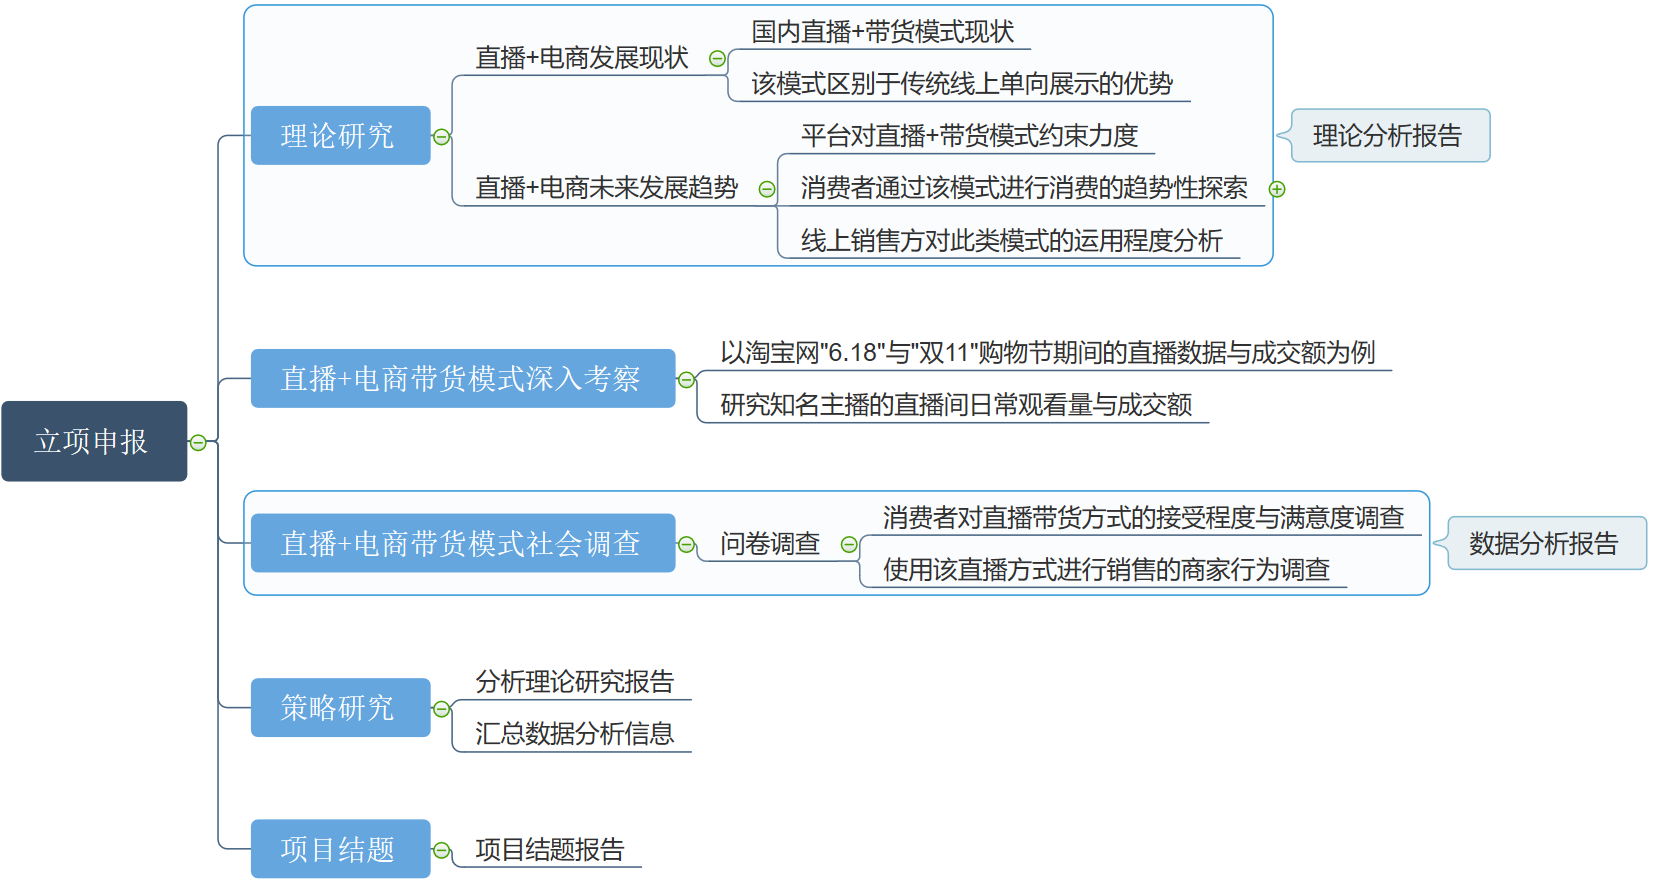 立项申报
理论研究
直播+电商发展现状
国内直播+带货模式现状
该模式区别于传统线上单向展示的优势
直播+电商未来发展趋势
平台对直播+带货模式约束力度
消费者通过该模式进行消费的趋势性探索
线上销售方对此类模式的运用程度分析
理论分析报告
直播+电商带货模式深入考察
以淘宝网"6.18"与"双11"购物节期间的直播数据与成交额为例
研究知名主播的直播间日常观看量与成交额
直播+电商带货模式社会调查
问卷调查
消费者对直播带货方式的接受程度与满意度调查
使用该直播方式进行销售的商家行为调查
数据分析报告
策略研究
分析理论研究报告
汇总数据分析信息
项目结题
项目结题报告